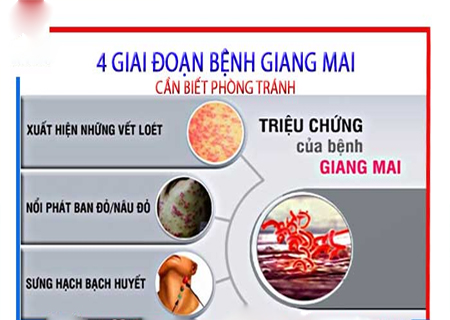 4 GIAI ĐOẠN BỆNH GIANG MAI
CẦN BIẾT PHÒNG TRÁNH
XUẤT HIỆN NHỮNG VẾT LOÉT
NỔI PHÁT BAN ĐỎ/NÂU ĐỎ
SƯNG HẠCH BẠCH HUYẾT
TRIỆU CHỨNG
của bệnh
GIANG MAI